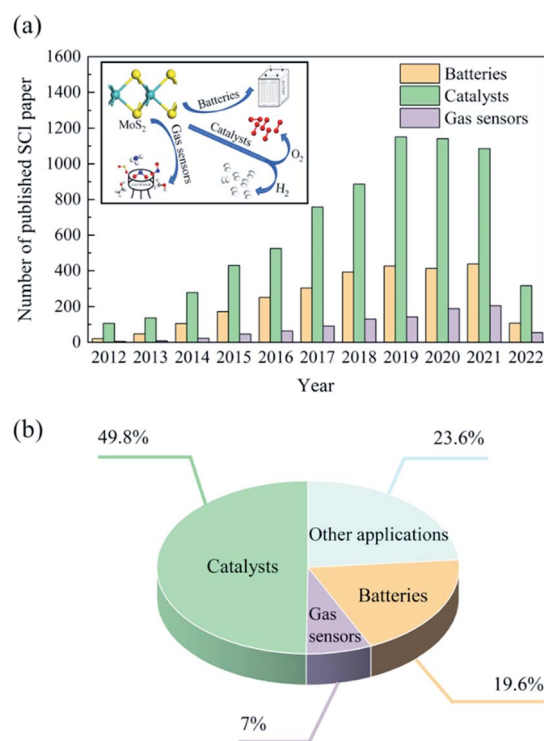 (a)
1600
1400
1200
1000
800
600
400
200
0
Number of published SCI paper
MoS2
Batteries
Catalysts
Gas sensors
O2
H2
Batteries
Catalysts
Gas sensors
2012 2013 2014 2015 2016 2017 2018 2019 2020 2021 2022
Year
(b)
49.8%
23.6%
Other applications
Catalysts
Batteries
Gas
sensors
19.6%
7%